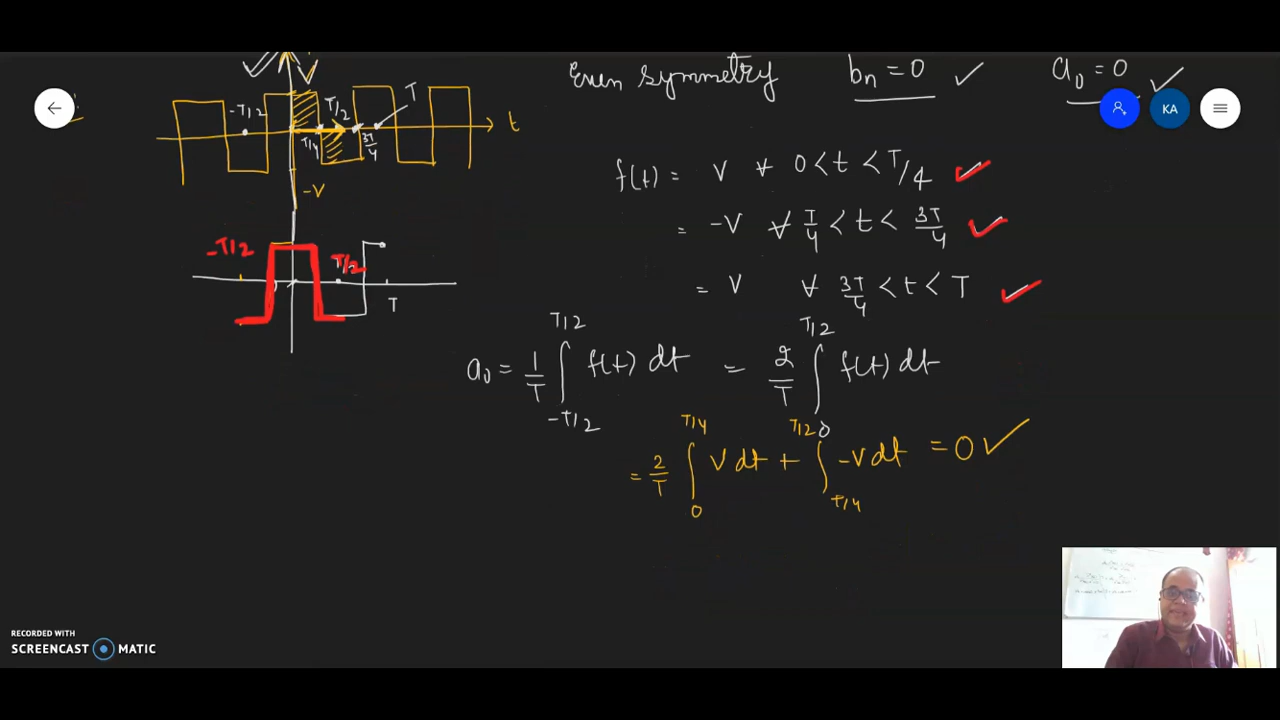 Even symmetry bn = 0 ✓ a0 = 0 ✓
-T/2 T/2 T t
T/4 3T/4
-V
KA
f(t) = V ∀ 0 < t < T/4 ✓
= -V ∀ T/4 < t < 3T/4 ✓
= V ∀ 3T/4 < t < T ✓
-T/2 T/2
T
a0 = 1/T ∫_{-T/2}^{T/2} f(t) dt = 2/T ∫_0^{T/2} f(t) dt
= 2/T ∫_0^{T/4} V dt + ∫_{T/4}^{T/2} -V dt = 0 ✓
RECORDED WITH
SCREENCAST MATIC